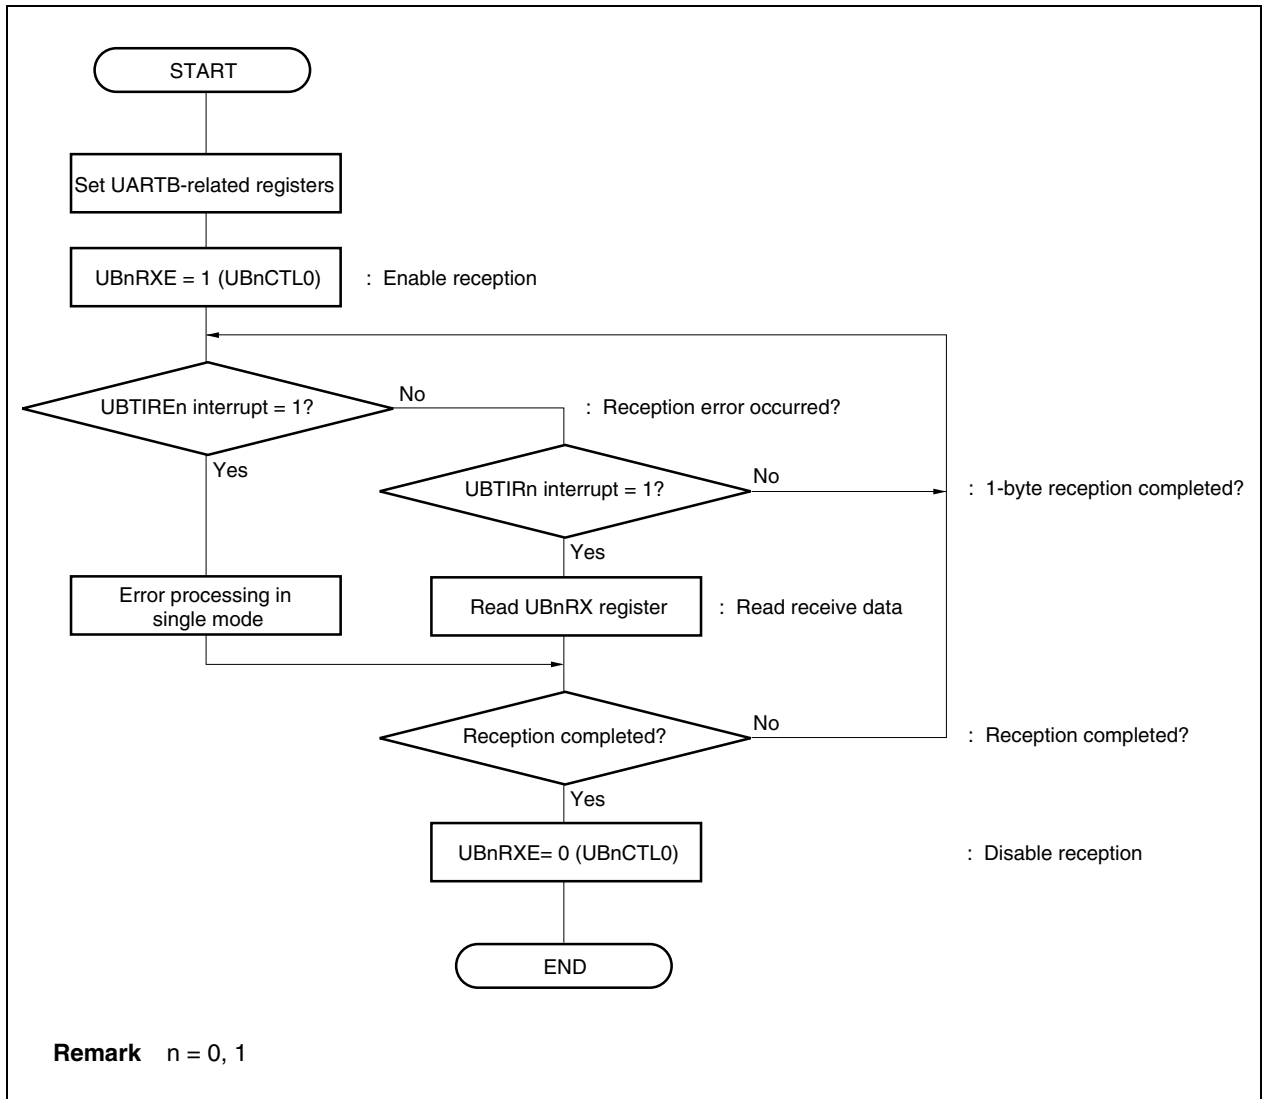 START
Set UARTB-related registers
UBnRXE = 1 (UBnCTL0)
: Enable reception
UBTIREn interrupt = 1?
No
: Reception error occurred?
Yes
UBTIRn interrupt = 1?
No
: 1-byte reception completed?
Yes
Error processing in
single mode
Read UBnRX register
: Read receive data
Reception completed?
No
: Reception completed?
Yes
UBnRXE= 0 (UBnCTL0)
: Disable reception
END
Remark n = 0, 1